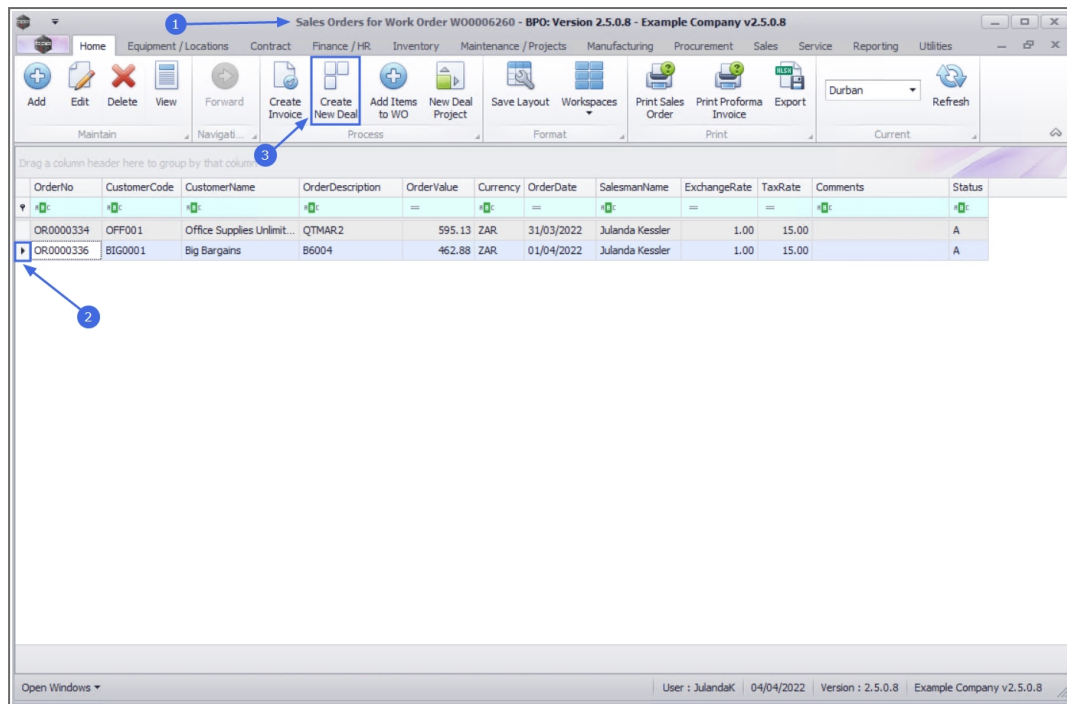 1
Sales Orders for Work Order WO0006260 - BPO: Version 2.5.0.8 - Example Company v2.5.0.8
Home Equipment / Locations Contract Finance / HR Inventory Maintenance / Projects Manufacturing Procurement Sales Service Reporting Utilities
Add Edit Delete View Forward Create Invoice Create New Deal Add Items to WO New Deal Project Save Layout Workspaces Print Sales Order Print Proforma Invoice Export Durban Refresh
Maintain Navigati... Process Format Print Current
3
Drag a column header here to group by that column
OrderNo CustomerCode CustomerName OrderDescription OrderValue Currency OrderDate SalesmanName ExchangeRate TaxRate Comments Status
OR0000334 OFF001 Office Supplies Unlimit... QTMAR2 595.13 ZAR 31/03/2022 Julanda Kessler 1.00 15.00 A
OR0000336 BIG0001 Big Bargains B6004 462.88 ZAR 01/04/2022 Julanda Kessler 1.00 15.00 A
2
Open Windows User : JulandaK 04/04/2022 Version : 2.5.0.8 Example Company v2.5.0.8